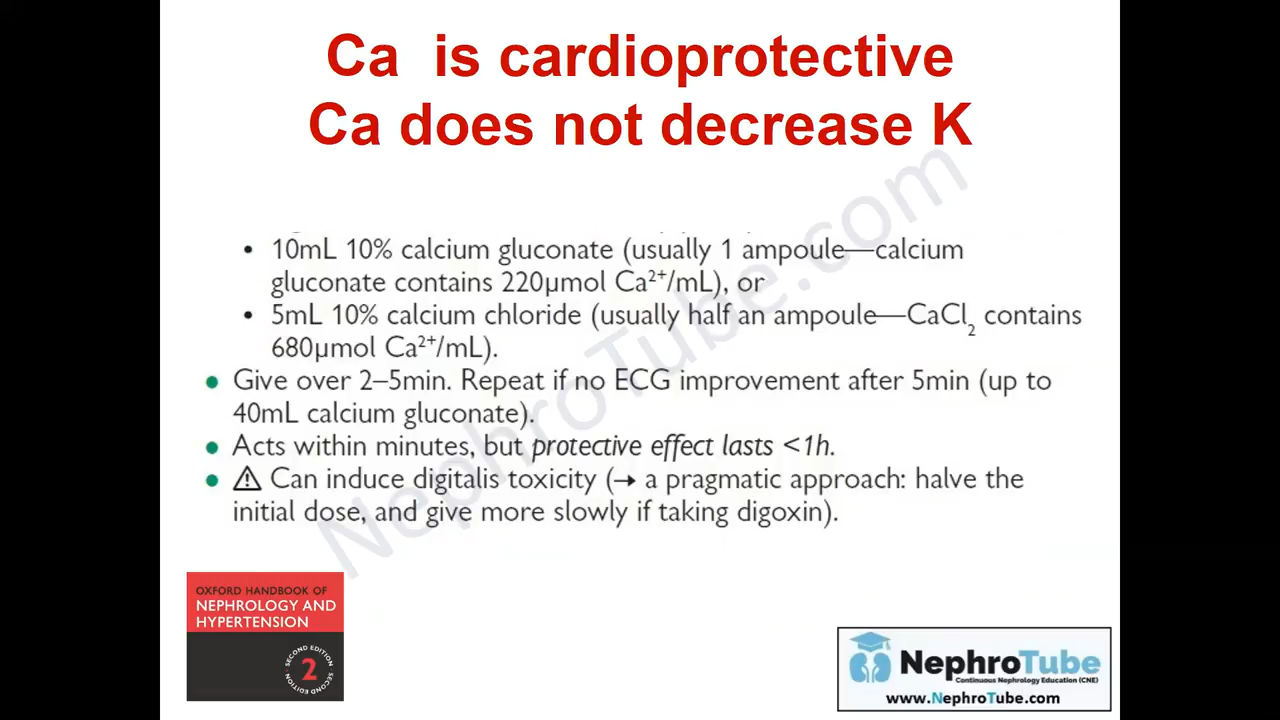 Ca is cardioprotective
Ca does not decrease K
• 10mL 10% calcium gluconate (usually 1 ampoule—calcium
gluconate contains 220µmol Ca²⁺/mL), or
• 5mL 10% calcium chloride (usually half an ampoule—CaCl₂ contains
680µmol Ca²⁺/mL).
• Give over 2–5min. Repeat if no ECG improvement after 5min (up to
40mL calcium gluconate).
• Acts within minutes, but protective effect lasts <1h.
• ⚠ Can induce digitalis toxicity (→ a pragmatic approach: halve the
initial dose, and give more slowly if taking digoxin).
NephroTube.com
OXFORD HANDBOOK OF
NEPHROLOGY AND
HYPERTENSION
SECOND EDITION · SECOND EDITION ·
2
NephroTube
Continuous Nephrology Education (CNE)
www.NephroTube.com